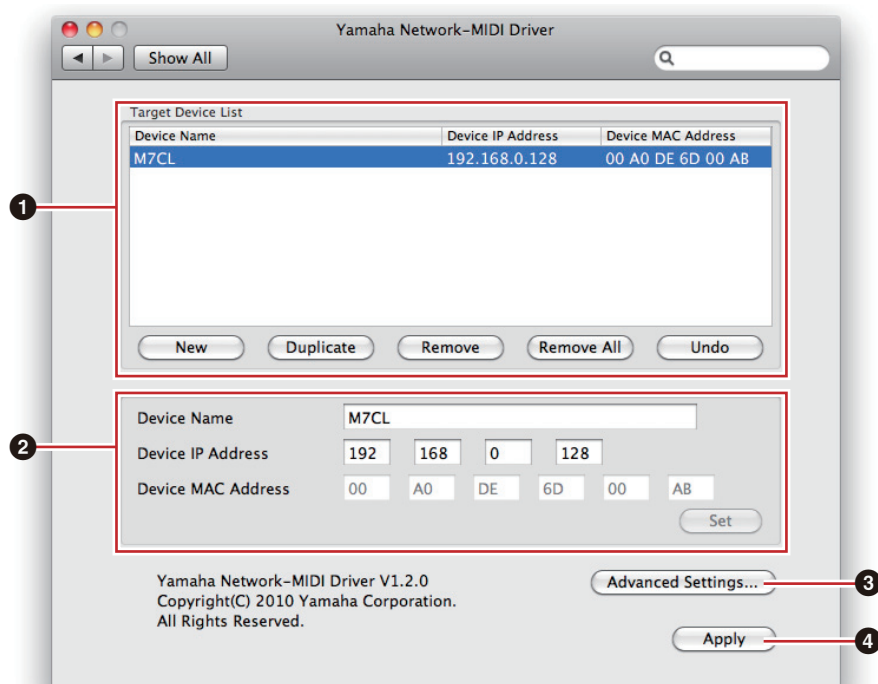 Yamaha Network-MIDI Driver
Show All
Target Device List
Device Name Device IP Address Device MAC Address
M7CL 192.168.0.128 00 A0 DE 6D 00 AB
1
New Duplicate Remove Remove All Undo
Device Name M7CL
2
Device IP Address 192 168 0 128
Device MAC Address 00 A0 DE 6D 00 AB
Set
Yamaha Network-MIDI Driver V1.2.0
Copyright(C) 2010 Yamaha Corporation.
All Rights Reserved.
Advanced Settings... 3
Apply 4